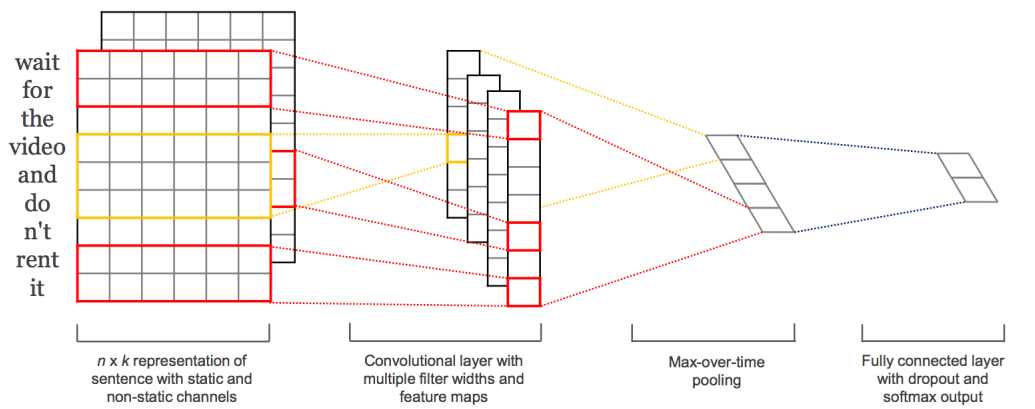 wait
for
the
video
and
do
n't
rent
it
n x k representation of
sentence with static and
non-static channels
Convolutional layer with
multiple filter widths and
feature maps
Max-over-time
pooling
Fully connected layer
with dropout and
softmax output